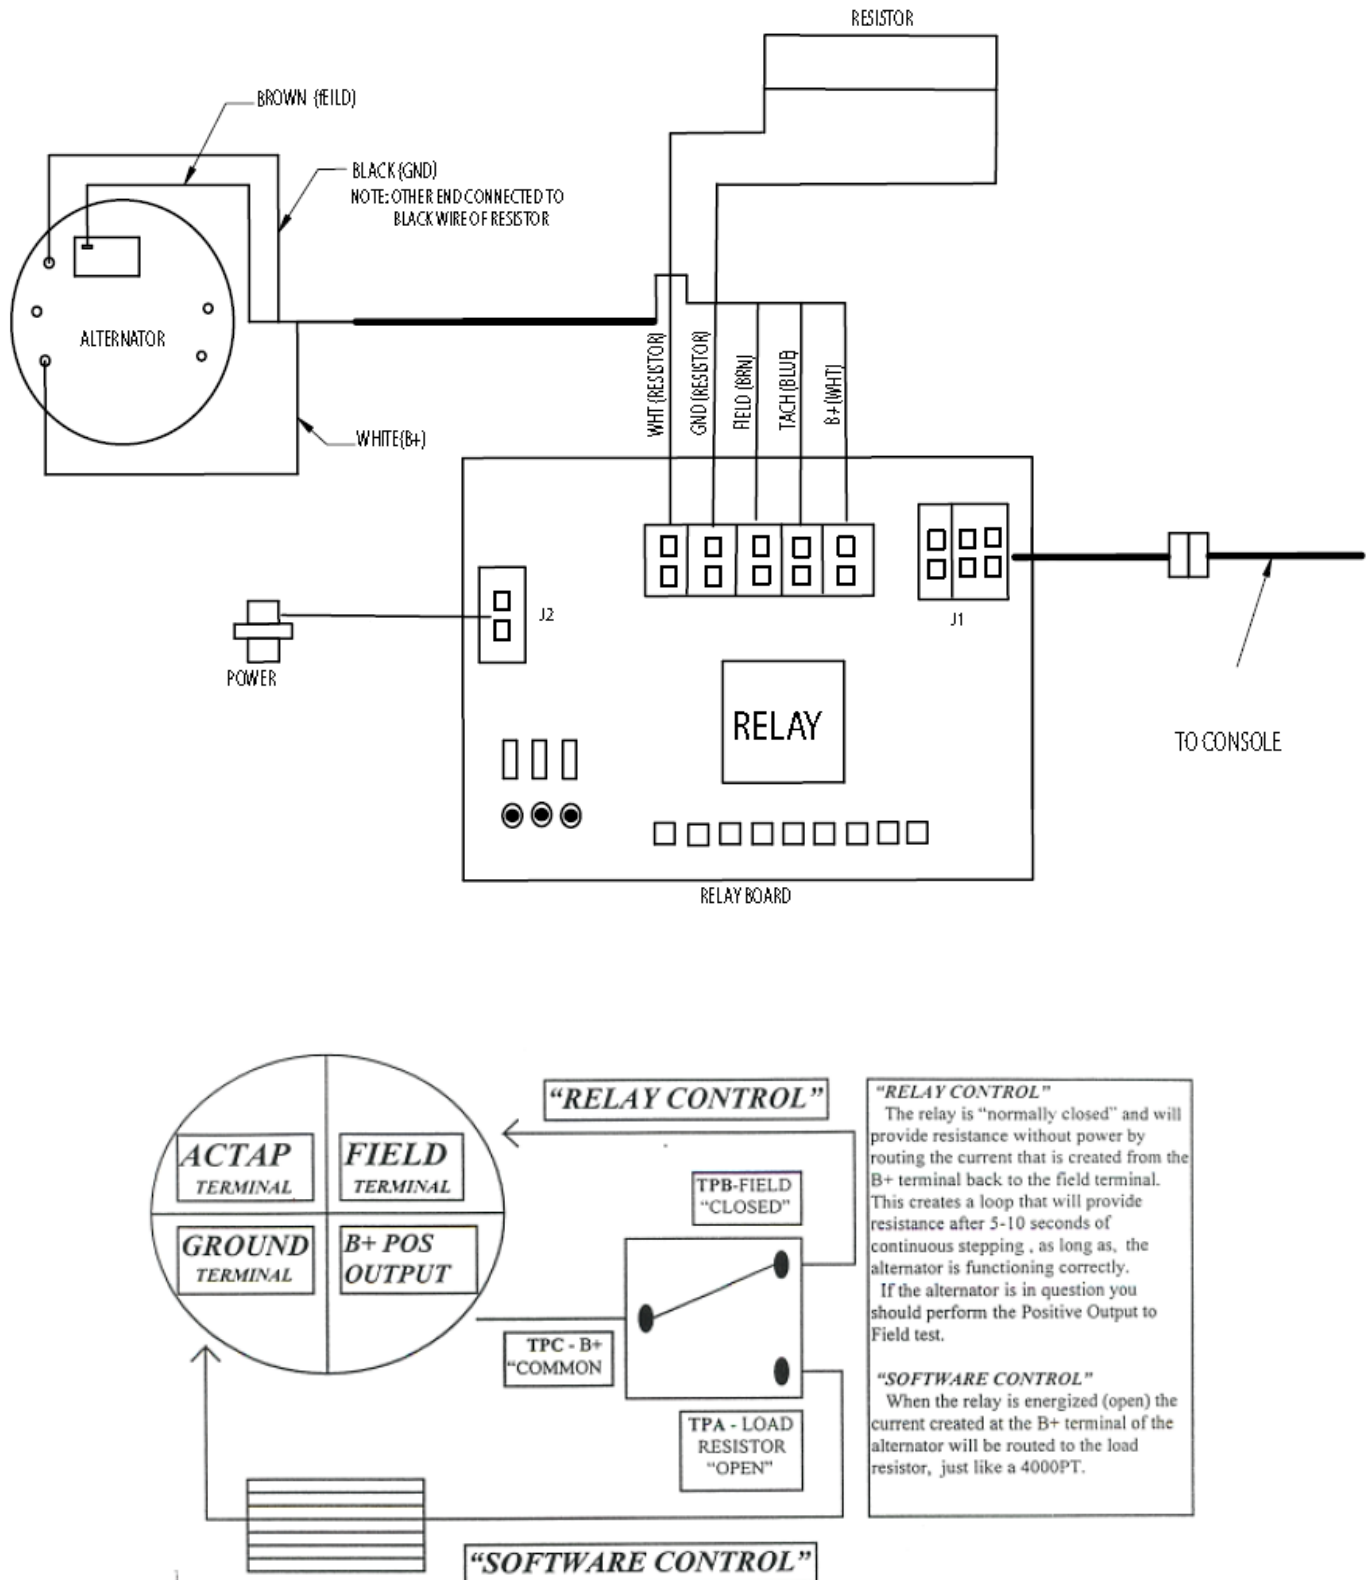 RESISTOR
BROWN (fEILD)
BLACK (GND)
NOTE: OTHER END CONNECTED TO
BLACK WIRE OF RESISTOR
ALTERNATOR
WHITE(B+)
WHT (RESISTOR)
GND (RESISTOR)
FIELD (BRN)
TACH (BLUE)
B+ (WHT)
J2
J1
POWER
RELAY
TO CONSOLE
RELAY BOARD
"RELAY CONTROL"
ACTAP
TERMINAL
FIELD
TERMINAL
GROUND
TERMINAL
B+ POS
OUTPUT
TPB-FIELD
"CLOSED"
TPC - B+
"COMMON
TPA - LOAD
RESISTOR
"OPEN"
"SOFTWARE CONTROL"
"RELAY CONTROL"
The relay is "normally closed" and will
provide resistance without power by
routing the current that is created from the
B+ terminal back to the field terminal.
This creates a loop that will provide
resistance after 5-10 seconds of
continuous stepping , as long as, the
alternator is functioning correctly.
If the alternator is in question you
should perform the Positive Output to
Field test.
"SOFTWARE CONTROL"
When the relay is energized (open) the
current created at the B+ terminal of the
alternator will be routed to the load
resistor, just like a 4000PT.